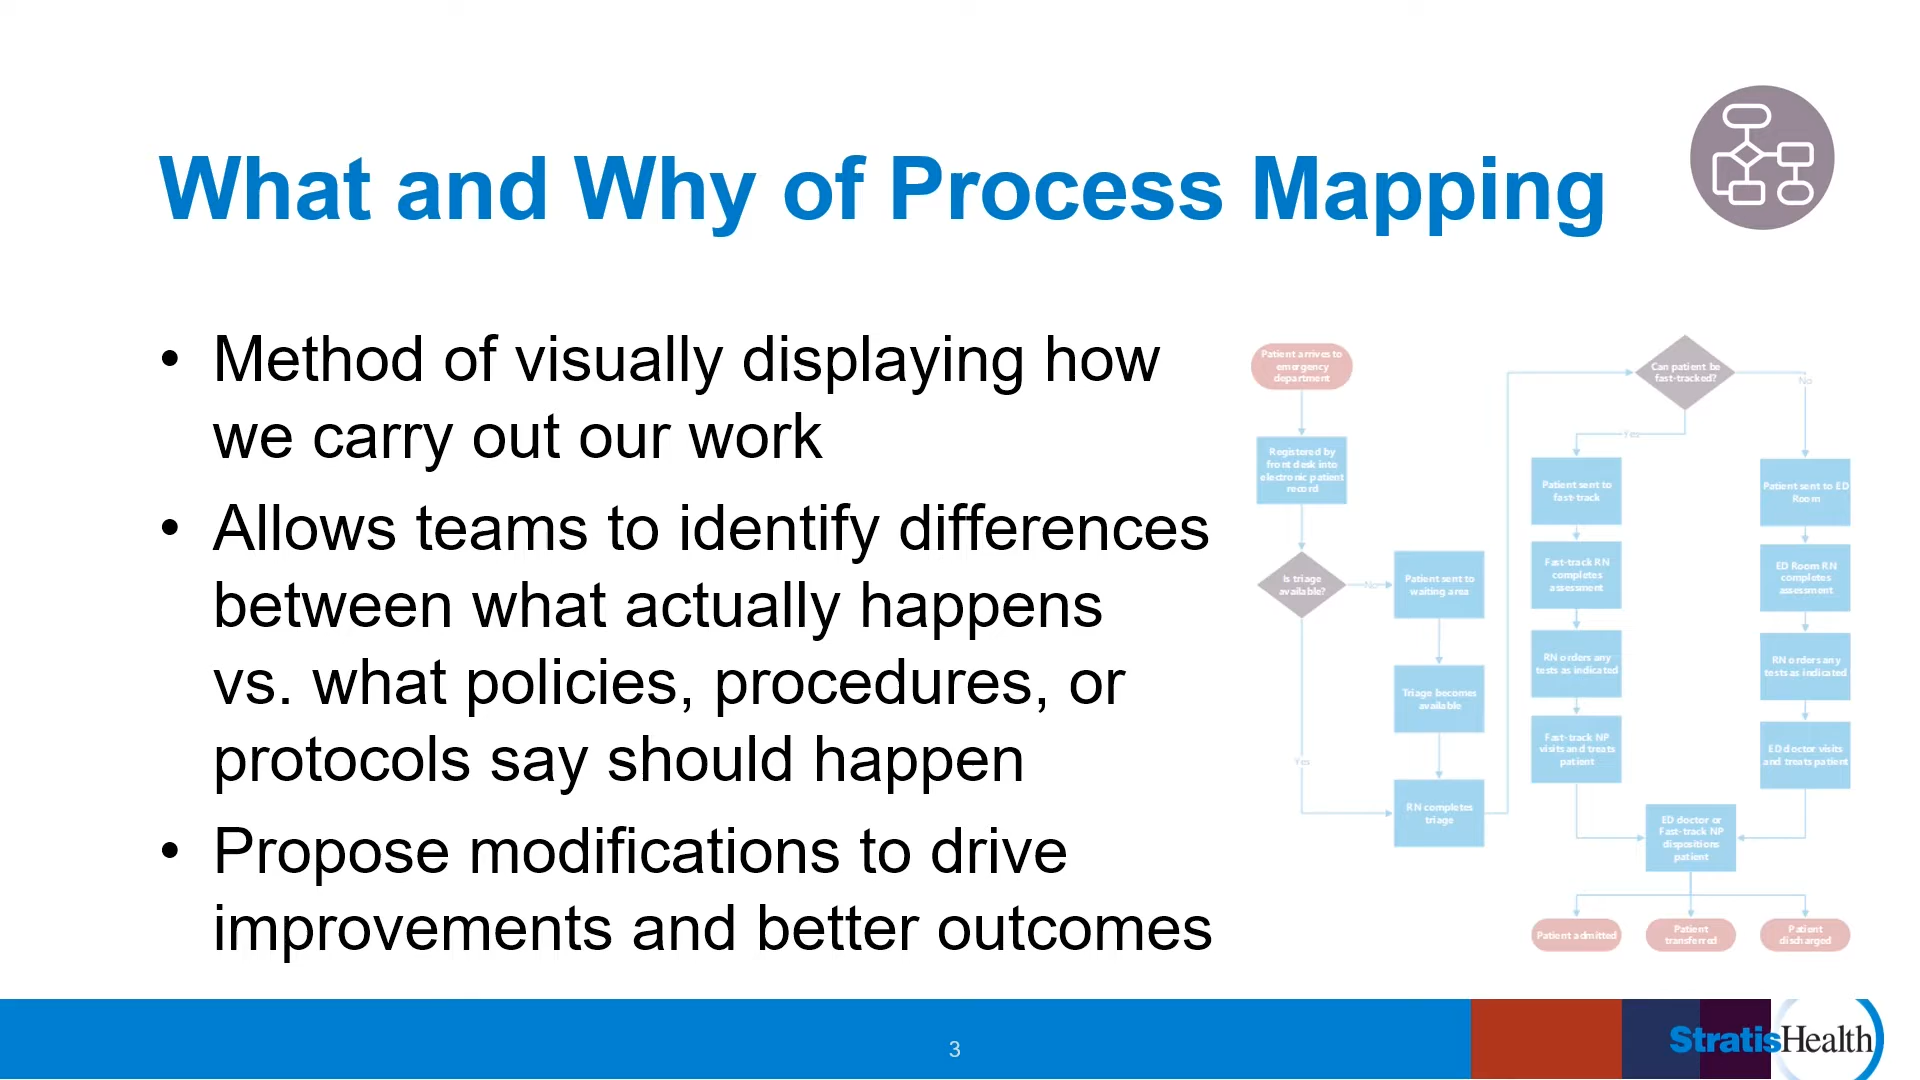 What and Why of Process Mapping
• Method of visually displaying how
we carry out our work
• Allows teams to identify differences
between what actually happens
vs. what policies, procedures, or
protocols say should happen
• Propose modifications to drive
improvements and better outcomes
Patient arrives to
emergency
department
Registered by
front desk into
electronic patient
record
Is triage
available?
No
Yes
Patient sent to
waiting area
Triage becomes
available
RN completes
triage
Can patient be
fast-tracked?
Yes
No
Patient sent to
fast-track
Fast-track RN
completes
assessment
RN orders any
tests as indicated
Fast-track NP
visits and treats
patient
Patient sent to ED
Room
ED Room RN
completes
assessment
RN orders any
tests as indicated
ED doctor visits
and treats patient
ED doctor or
Fast-track NP
dispositions
patient
Patient admitted
Patient
transferred
Patient
discharged
3
StratisHealth